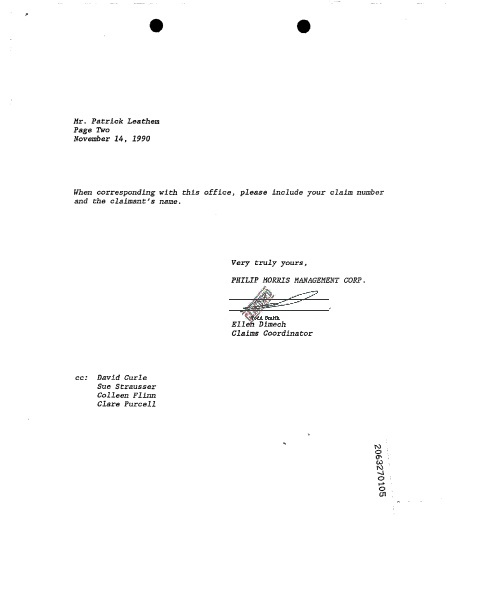 Mr. Patrick Leathem
Page Two
November 14, 1990
When corresponding with this office, please include your claim number
and the claimant's name.
Very truly yours,
PHILIP MORRIS MANAGEMENT CORP.
Ellen Dimech
Claims Coordinator
cc: David Curle
Sue Strausser
Colleen Flinn
Clare Purcell
2063270105